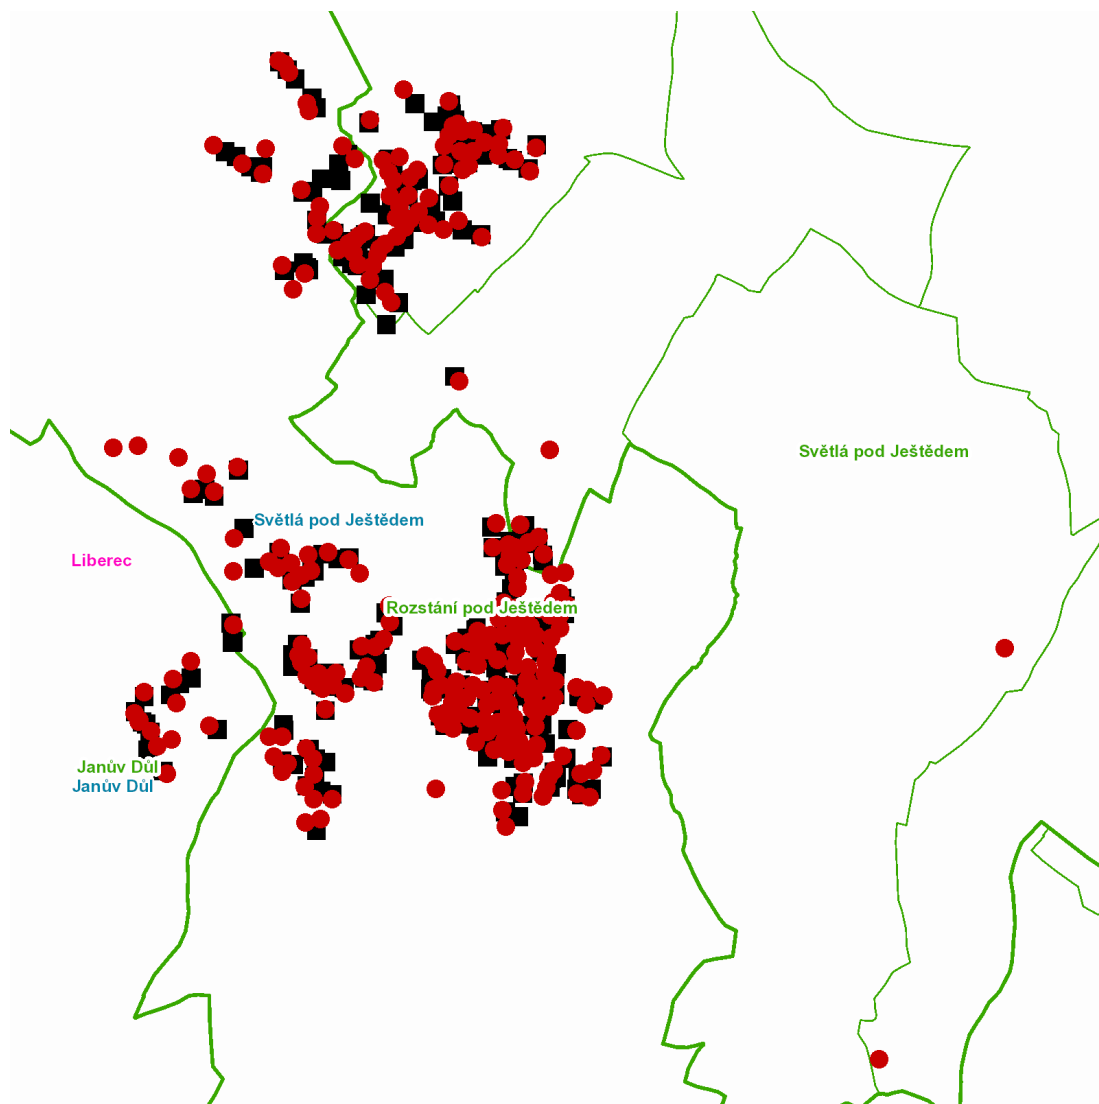 Světlá pod Ještědem
Světlá pod Ještědem
Liberec
Rozstání pod Ještědem
Janův Důl
Janův Důl